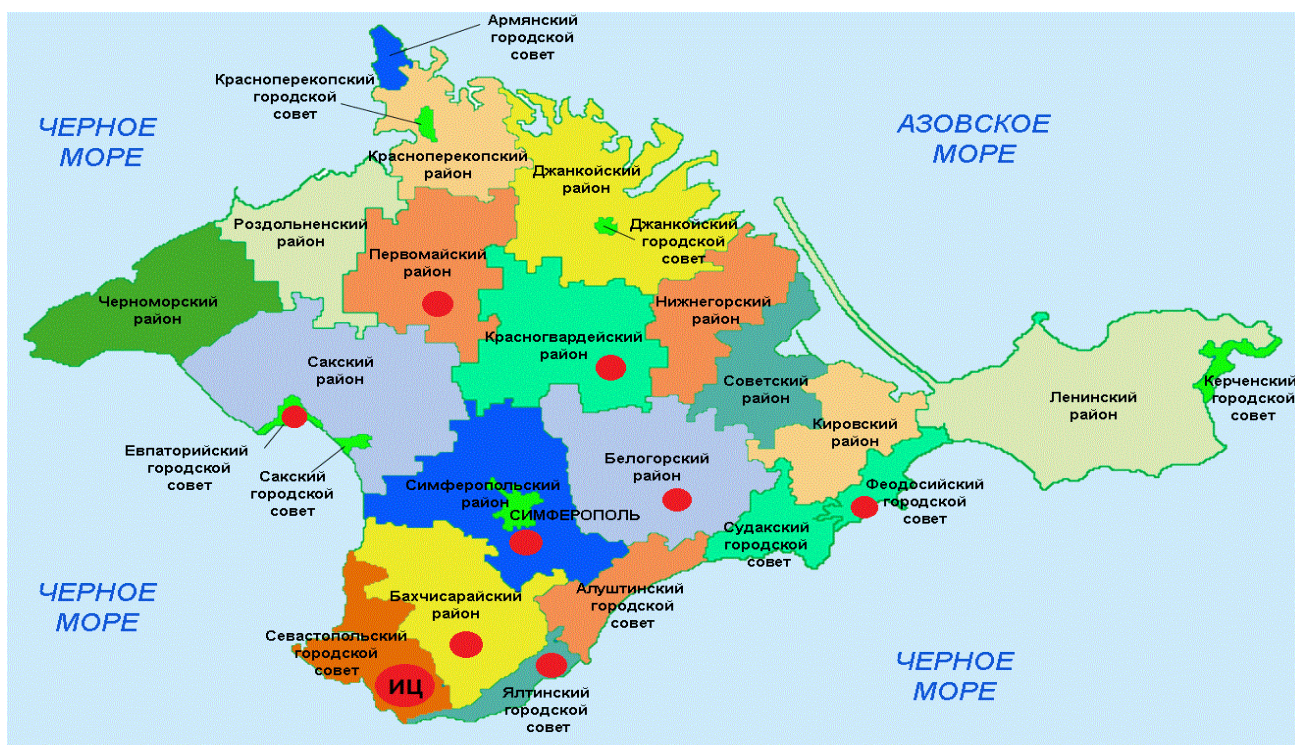 Армянский
городской
совет
Красноперекопский
городской
совет
ЧЕРНОЕ
МОРЕ
АЗОВСКОЕ
МОРЕ
Красноперекопский
район
Джанкойский
район
Роздольненский
район
Джанкойский
городской
совет
Первомайский
район
Черноморский
район
Нижнегорский
район
Красногвардейский
район
Сакский
район
Советский
район
Ленинский
район
Керченский
городской
совет
Кировский
район
Евпаторийский
городской
совет
Сакский
городской
совет
Белогорский
район
Симферопольский
район
СИМФЕРОПОЛЬ
Феодосийский
городской
совет
Судакский
городской
совет
ЧЕРНОЕ
МОРЕ
Бахчисарайский
район
Алуштинский
городской
совет
Севастопольский
городской
совет
ИЦ
Ялтинский
городской
совет
ЧЕРНОЕ
МОРЕ